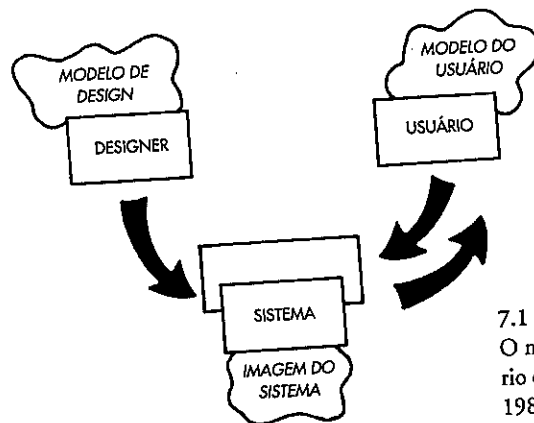 MODELO DE
DESIGN
DESIGNER
MODELO DO
USUÁRIO
USUÁRIO
SISTEMA
IMAGEM DO
SISTEMA
7.1
O
rio
198